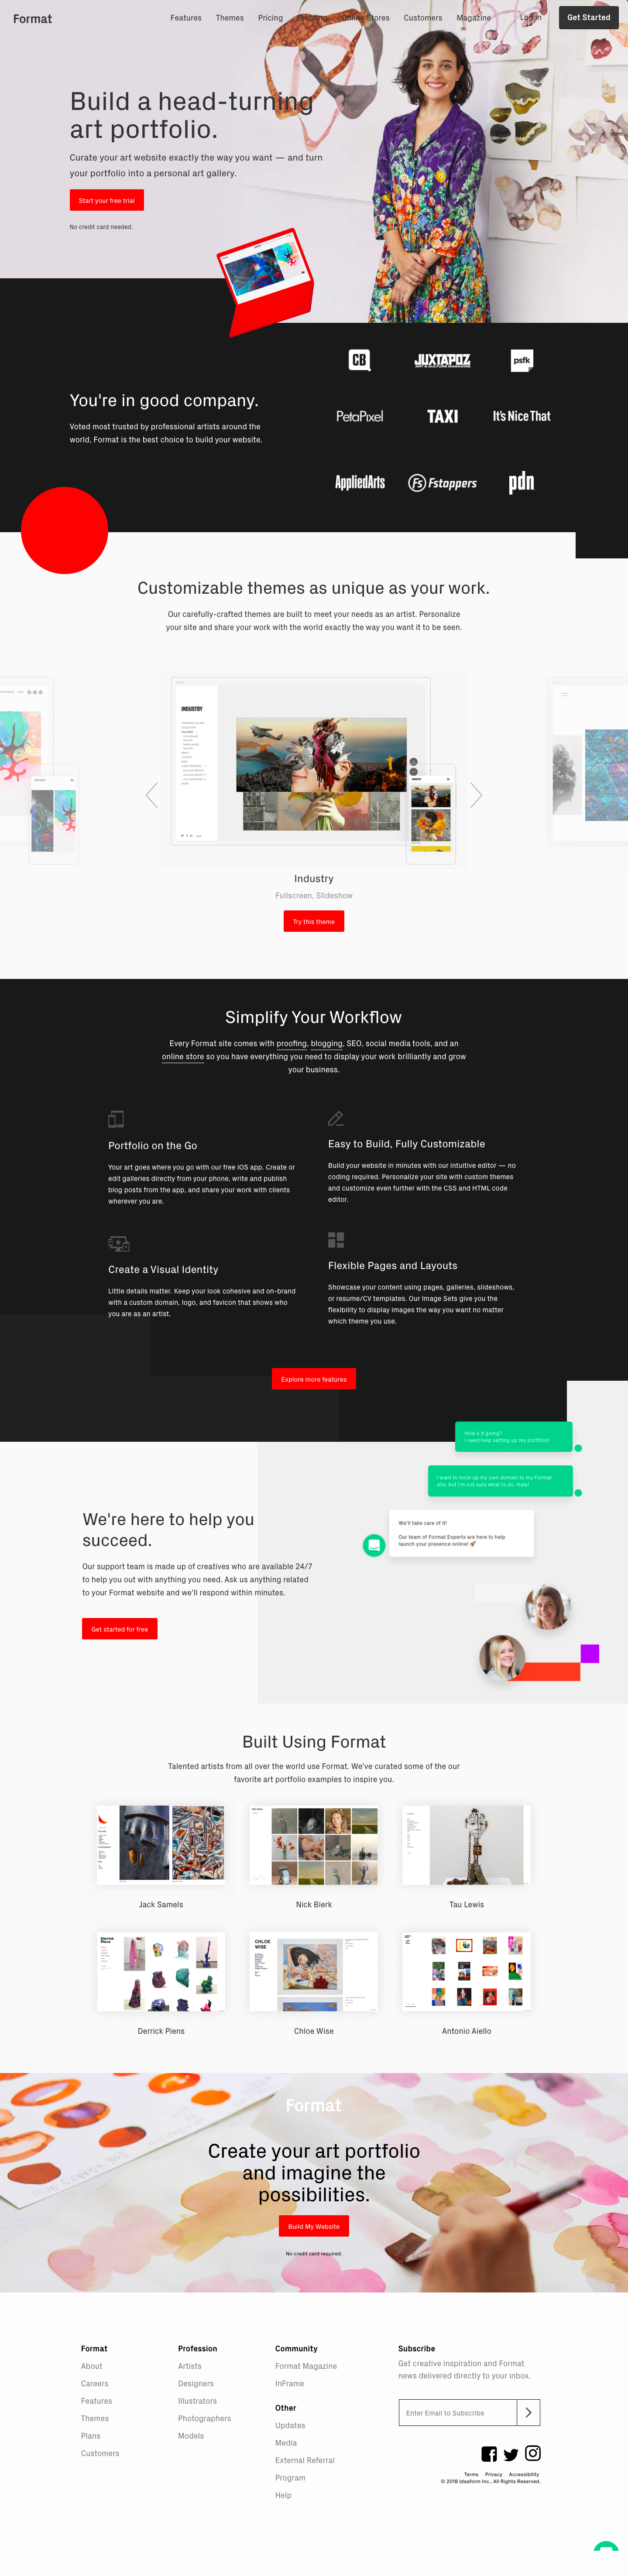 Format
Features Themes Pricing Proofing Online Stores Customers Magazine Log In Get Started
Build a head-turning
art portfolio.
Curate your art website exactly the way you want — and turn
your portfolio into a personal art gallery.
Start your free trial
No credit card needed.
You're in good company.
Voted most trusted by professional artists around the
world, Format is the best choice to build your website.
CB
JUXTAPOZ
ART & CULTURE MAGAZINE
psfk
PetaPixel
TAXI
It's Nice That
AppliedArts
Fs Fstoppers
pdn
Customizable themes as unique as your work.
Our carefully-crafted themes are built to meet your needs as an artist. Personalize
your site and share your work with the world exactly the way you want it to be seen.
INDUSTRY
Industry
Fullscreen, Slideshow
Try this theme
Simplify Your Workflow
Every Format site comes with proofing, blogging, SEO, social media tools, and an
online store so you have everything you need to display your work brilliantly and grow
your business.
Portfolio on the Go
Your art goes where you go with our free iOS app. Create or
edit galleries directly from your phone, write and publish
blog posts from the app, and share your work with clients
wherever you are.
Easy to Build, Fully Customizable
Build your website in minutes with our intuitive editor — no
coding required. Personalize your site with custom themes
and customize even further with the CSS and HTML code
editor.
Create a Visual Identity
Little details matter. Keep your look cohesive and on-brand
with a custom domain, logo, and favicon that shows who
you are as an artist.
Flexible Pages and Layouts
Showcase your content using pages, galleries, slideshows,
or resume/CV templates. Our Image Sets give you the
flexibility to display images the way you want no matter
which theme you use.
Explore more features
How's it going?
I need help setting up my portfolio!
I want to hook up my own domain to my Format
site, but I'm not sure what to do. Help!
We'll take care of it!
Our team of Format Experts are here to help
launch your presence online! 🚀
We're here to help you
succeed.
Our support team is made up of creatives who are available 24/7
to help you out with anything you need. Ask us anything related
to your Format website and we'll respond within minutes.
Get started for free
Built Using Format
Talented artists from all over the world use Format. We've curated some of the our
favorite art portfolio examples to inspire you.
Jack Samels
Nick Bierk
Tau Lewis
Derrick
Piens
CHLOE
WISE
Derrick Piens
Chloe Wise
Antonio Aiello
Format
Create your art portfolio
and imagine the
possibilities.
Build My Website
No credit card required.
Format
About
Careers
Features
Themes
Plans
Customers
Profession
Artists
Designers
Illustrators
Photographers
Models
Community
Format Magazine
InFrame
Other
Updates
Media
External Referral
Program
Help
Subscribe
Get creative inspiration and Format
news delivered directly to your inbox.
Enter Email to Subscribe
Terms Privacy Accessibility
© 2018 Ideaform Inc., All Rights Reserved.